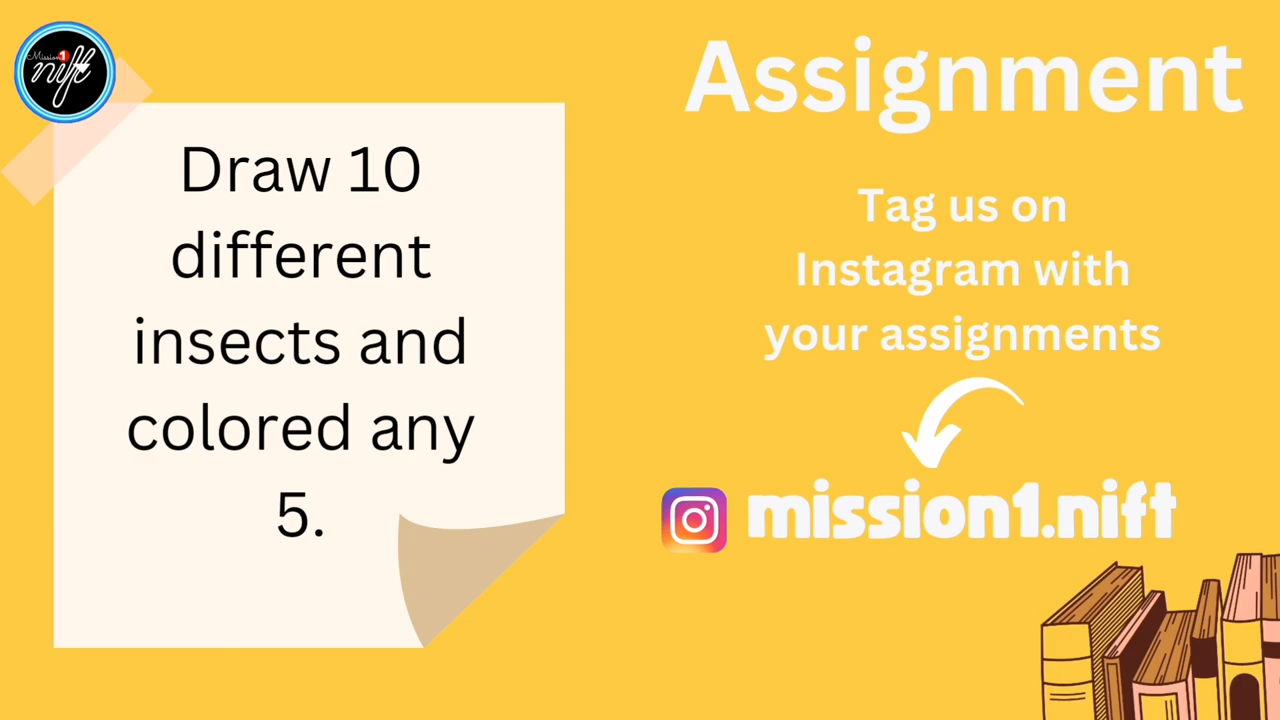 Mission1
nift
Draw 10
different
insects and
colored any
5.
Assignment
Tag us on
Instagram with
your assignments
mission1.nift